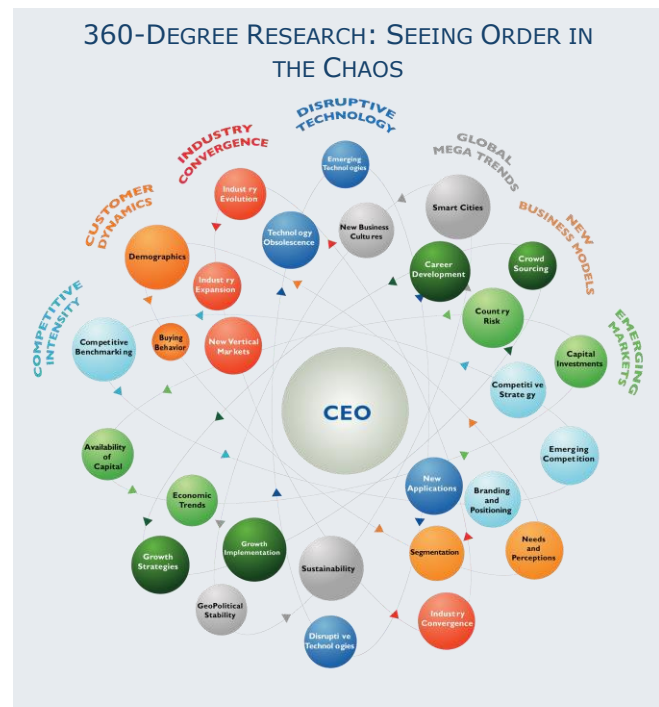 360-DEGREE RESEARCH: SEEING ORDER IN
THE CHAOS
DISRUPTIVE
TECHNOLOGY
INDUSTRY
CONVERGENCE
GLOBAL
MEGA TRENDS
CUSTOMER
DYNAMICS
NEW
BUSINESS MODELS
COMPETITIVE
INTENSITY
EMERGING
MARKETS
Emerging
Technologies
Industry
Evolution
Smart Cities
Technology
Obsolescence
New Business
Cultures
Demographics
Career
Development
Crowd
Sourcing
Industry
Expansion
Country
Risk
Competitive
Benchmarking
Buying
Behavior
New Vertical
Markets
Capital
Investments
Competitive
Strategy
CEO
Availability
of
Capital
Emerging
Competition
New
Applications
Economic
Trends
Branding
and
Positioning
Growth
Strategies
Growth
Implementation
Segmentation
Needs
and
Perceptions
Sustainability
GeoPolitical
Stability
Industry
Convergence
Disruptive
Technologies